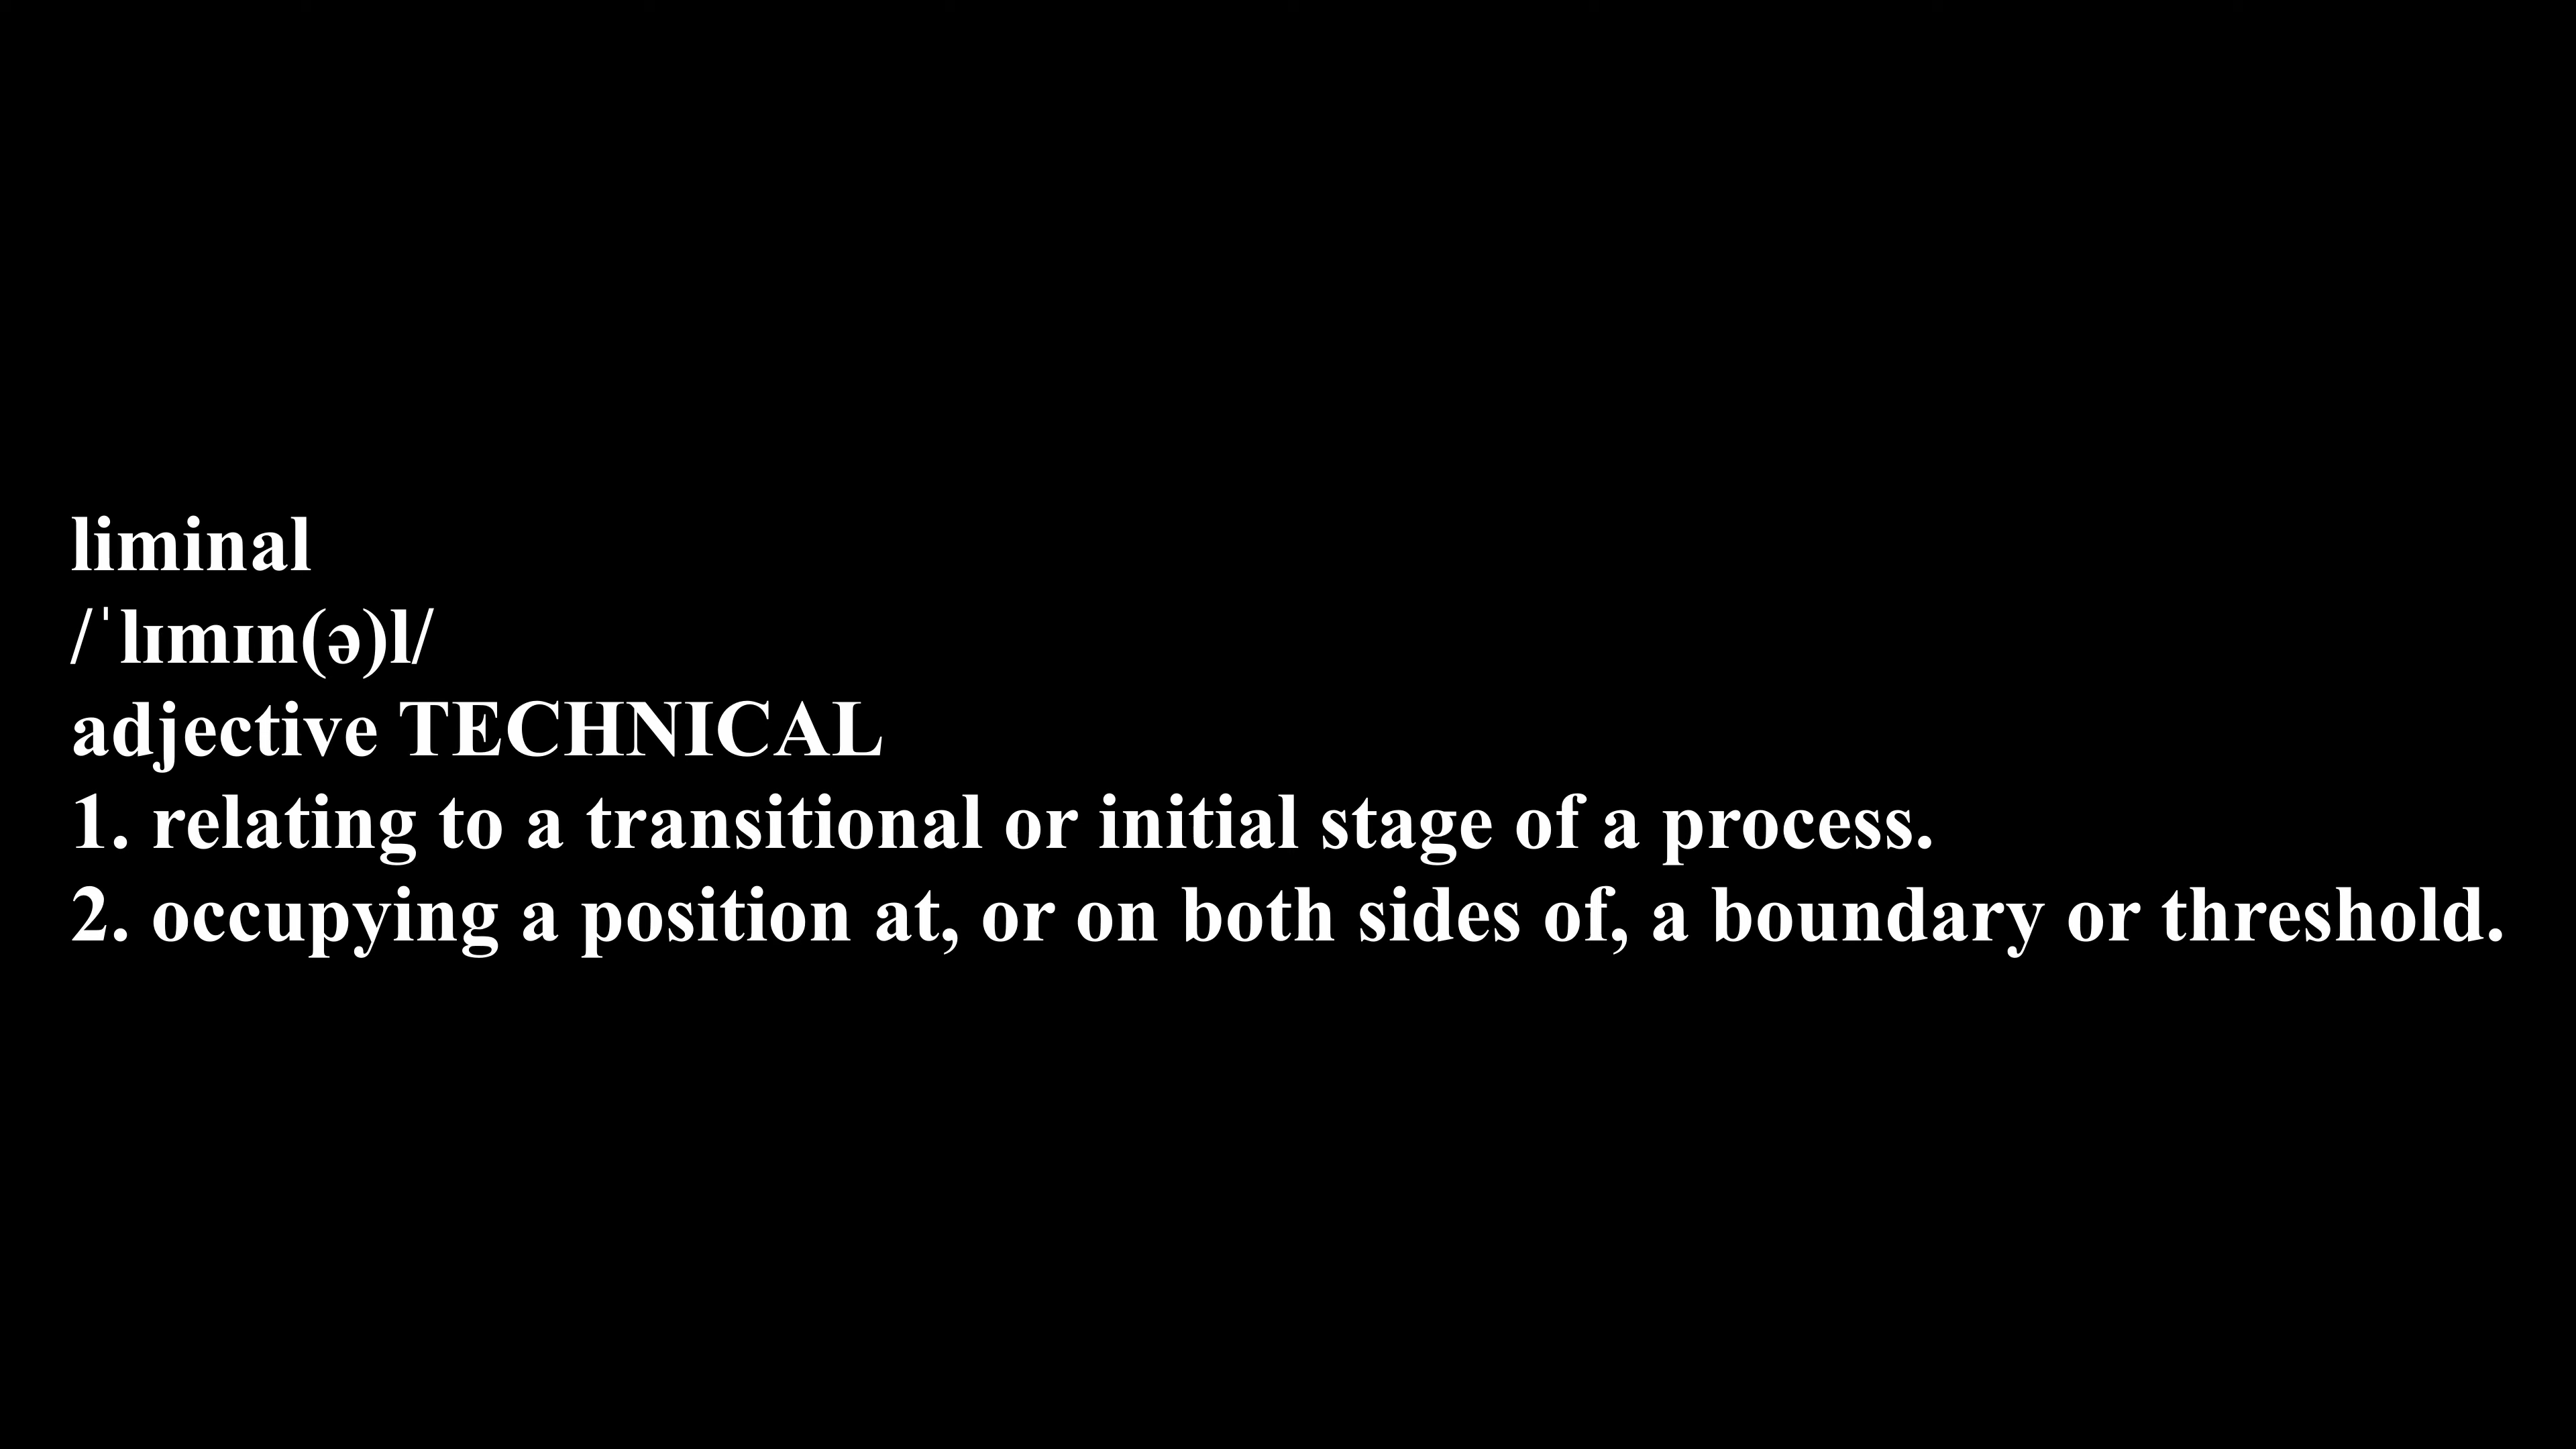 liminal
/ˈlɪmɪn(ə)l/
adjective TECHNICAL
1. relating to a transitional or initial stage of a process.
2. occupying a position at, or on both sides of, a boundary or threshold.